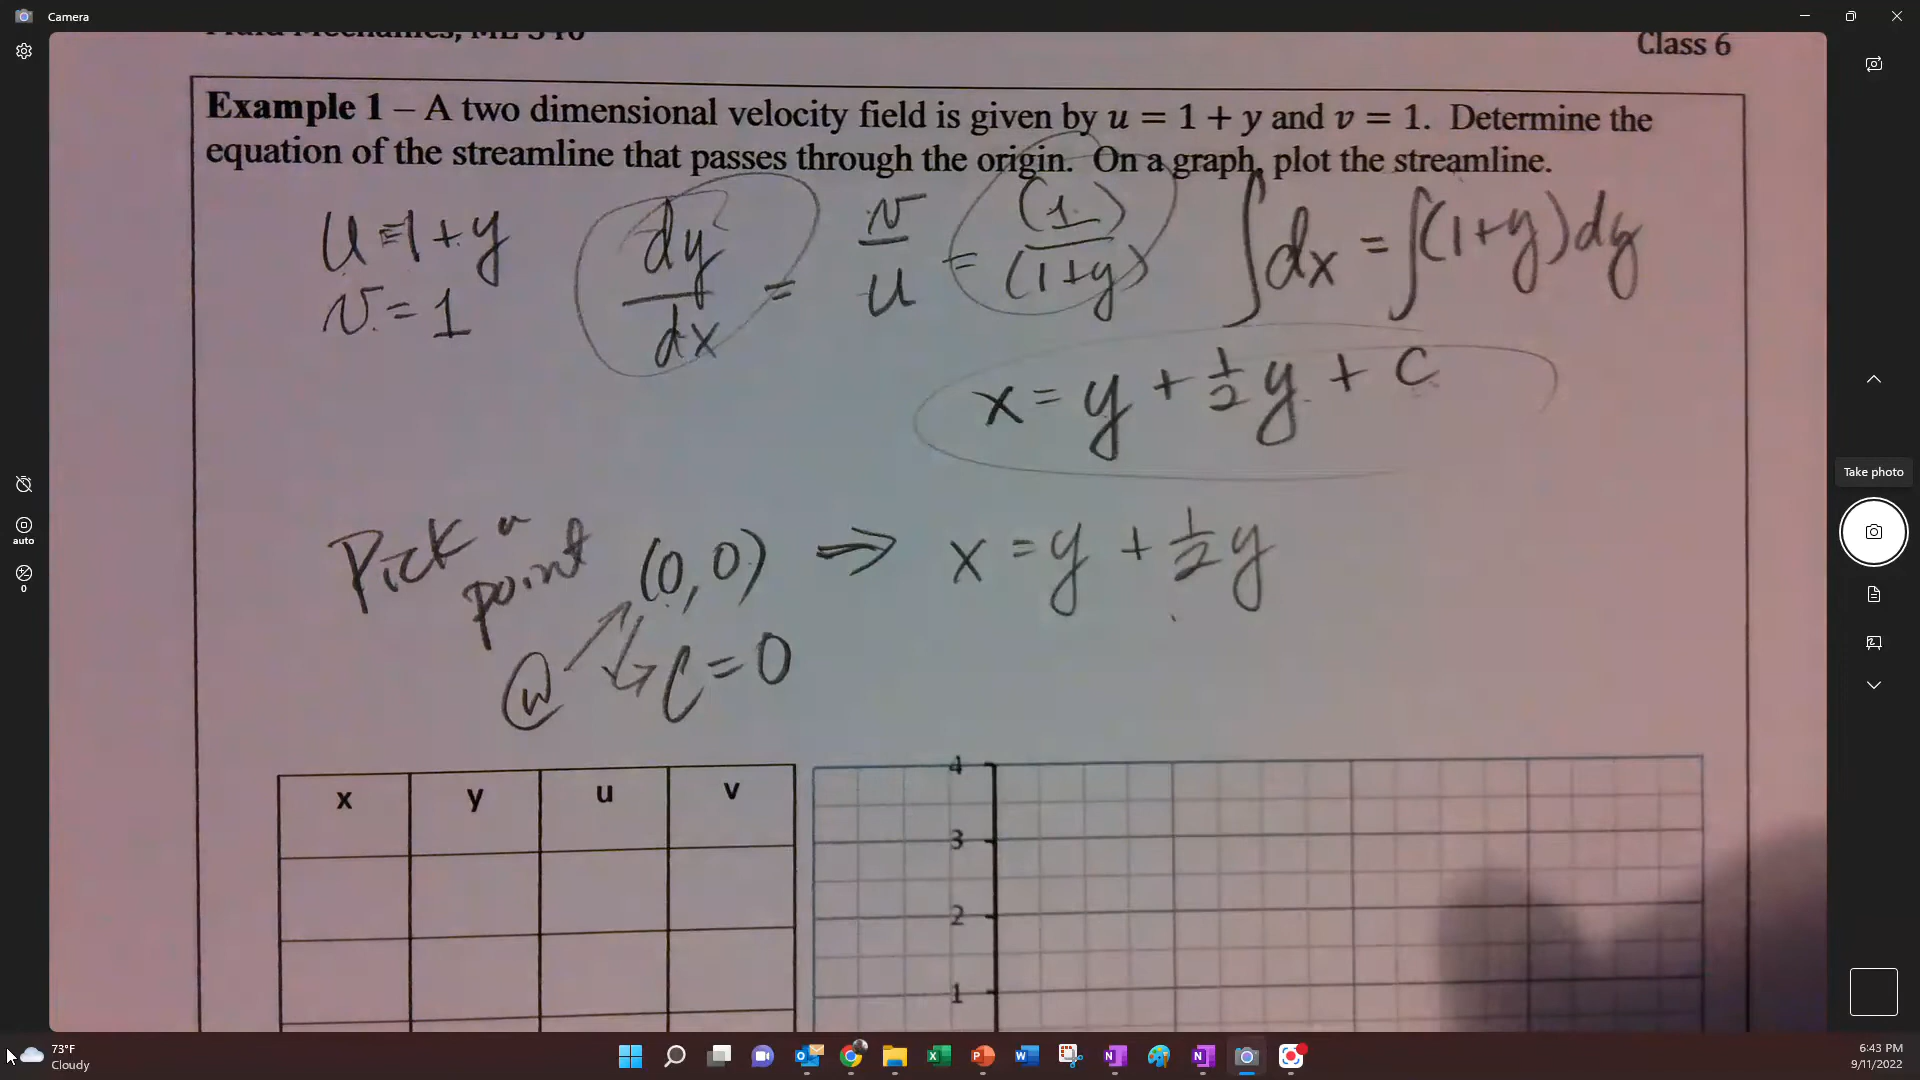 Camera
Class 6
Example 1 – A two dimensional velocity field is given by u = 1 + y and v = 1. Determine the
equation of the streamline that passes through the origin. On a graph, plot the streamline.
u = 1 + y
v = 1
dy/dx = v/u = (1)/(1+y)
∫dx = ∫(1+y)dy
x = y + 1/2 y + C
Pick a point (0,0) ⇒ x = y + 1/2 y
@ C = 0
x y u v
4
3
2
1
Take photo
auto
0
73°F
Cloudy
6:43 PM
9/11/2022